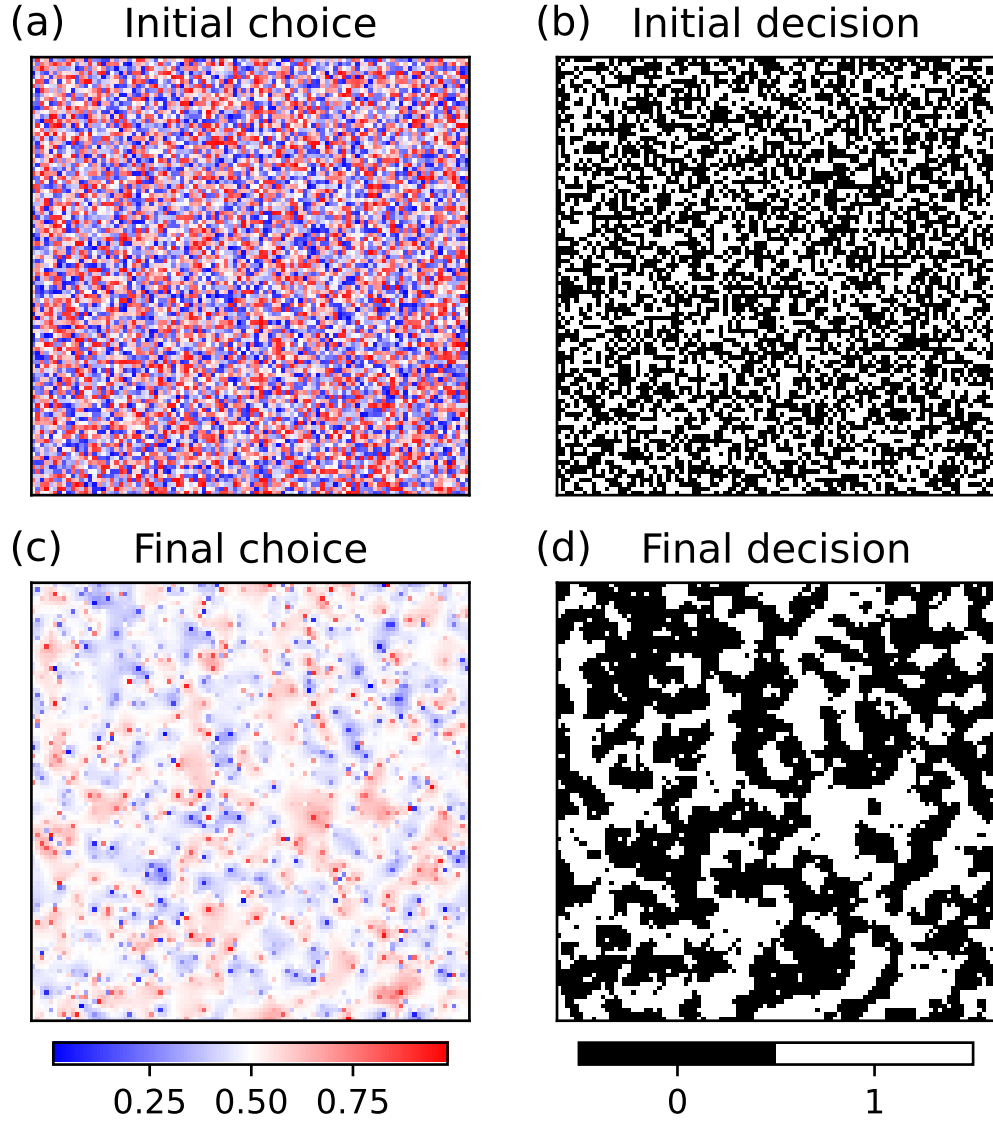 (a) Initial choice
(b) Initial decision
(c) Final choice
(d) Final decision
0.25 0.50 0.75
0 1